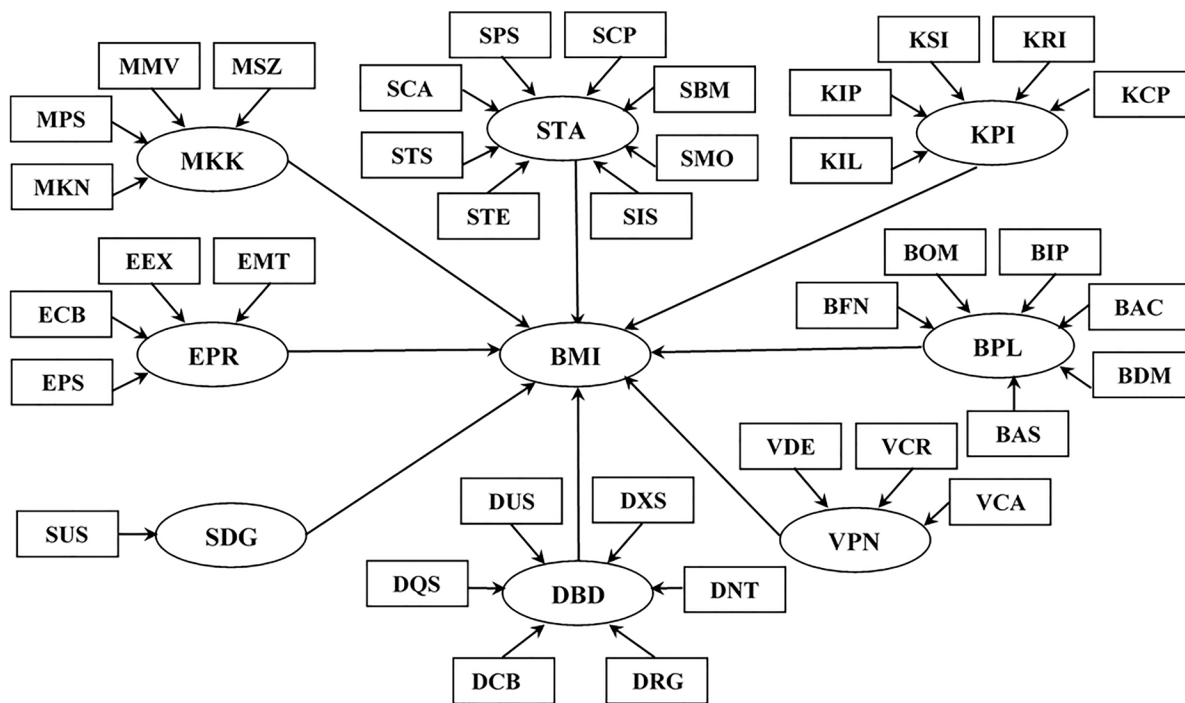 MMV
MSZ
MPS
MKN
MKK
SPS
SCP
SCA
SBM
STS
SMO
STE
SIS
STA
KSI
KRI
KIP
KCP
KIL
KPI
EEX
EMT
ECB
EPS
EPR
BMI
BOM
BIP
BFN
BAC
BDM
BAS
BPL
SUS
SDG
DUS
DXS
DQS
DNT
DCB
DRG
DBD
VDE
VCR
VCA
VPN